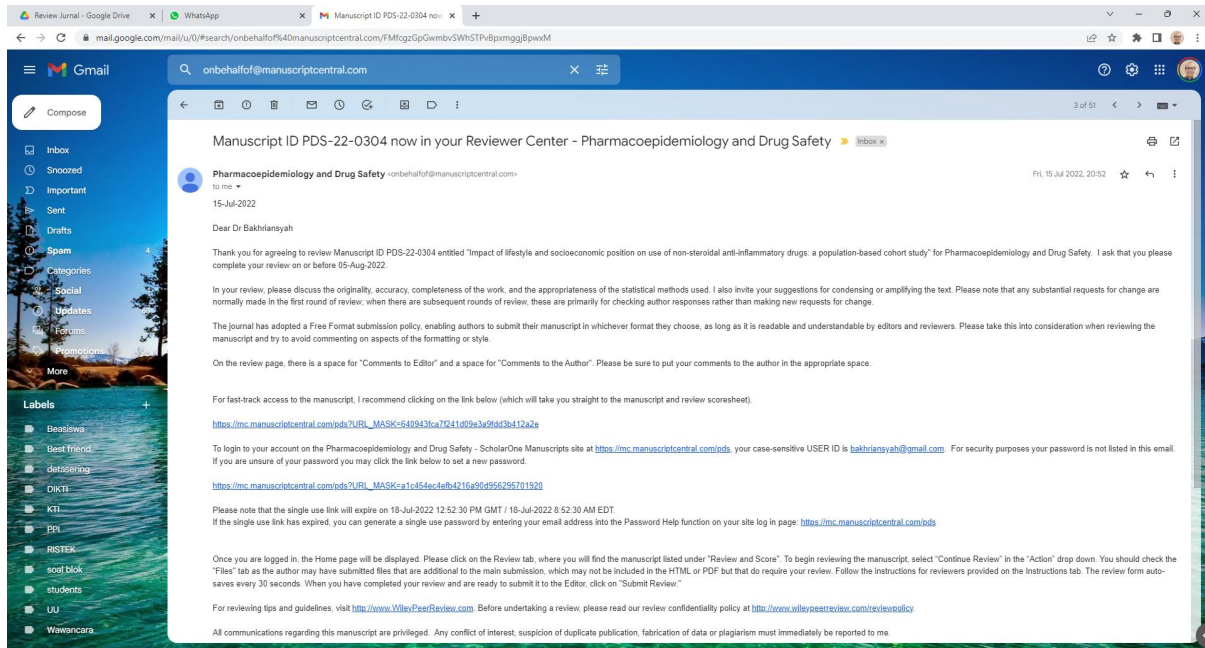 Review Jurnal - Google Drive
WhatsApp
Manuscript ID PDS-22-0304 now
mail.google.com/mail/u/0/#search/onbehalfof%40manuscriptcentral.com/FMfcgzGpGwmbvSWhSTPvBpxmggjBpwxM
Gmail
onbehalfof@manuscriptcentral.com
Compose
3 of 51
Inbox
Snoozed
Important
Sent
Drafts
Spam 4
Categories
Social
Updates
Forums
Promotions
More
Labels
Beasiswa
Best friend
detasering
DIKTI
KTI
PPI
RISTEK
soal blok
students
UU
Wawancara
Manuscript ID PDS-22-0304 now in your Reviewer Center - Pharmacoepidemiology and Drug Safety Inbox x
Pharmacoepidemiology and Drug Safety <onbehalfof@manuscriptcentral.com> Fri, 15 Jul 2022, 20:52
to me
15-Jul-2022
Dear Dr Bakhriansyah
Thank you for agreeing to review Manuscript ID PDS-22-0304 entitled "Impact of lifestyle and socioeconomic position on use of non-steroidal anti-inflammatory drugs: a population-based cohort study" for Pharmacoepidemiology and Drug Safety. I ask that you please
complete your review on or before 05-Aug-2022.
In your review, please discuss the originality, accuracy, completeness of the work, and the appropriateness of the statistical methods used. I also invite your suggestions for condensing or amplifying the text. Please note that any substantial requests for change are
normally made in the first round of review; when there are subsequent rounds of review, these are primarily for checking author responses rather than making new requests for change.
The journal has adopted a Free Format submission policy, enabling authors to submit their manuscript in whichever format they choose, as long as it is readable and understandable by editors and reviewers. Please take this into consideration when reviewing the
manuscript and try to avoid commenting on aspects of the formatting or style.
On the review page, there is a space for "Comments to Editor" and a space for "Comments to the Author". Please be sure to put your comments to the author in the appropriate space.
For fast-track access to the manuscript, I recommend clicking on the link below (which will take you straight to the manuscript and review scoresheet).
https://mc.manuscriptcentral.com/pds?URL_MASK=640943fca7f241d09e3a9fdd3b412a2e
To login to your account on the Pharmacoepidemiology and Drug Safety - ScholarOne Manuscripts site at https://mc.manuscriptcentral.com/pds, your case-sensitive USER ID is bakhriansyah@gmail.com. For security purposes your password is not listed in this email.
If you are unsure of your password you may click the link below to set a new password.
https://mc.manuscriptcentral.com/pds?URL_MASK=a1c454ec4efb4216a90d956295701920
Please note that the single use link will expire on 18-Jul-2022 12:52:30 PM GMT / 18-Jul-2022 8:52:30 AM EDT.
If the single use link has expired, you can generate a single use password by entering your email address into the Password Help function on your site log in page: https://mc.manuscriptcentral.com/pds
Once you are logged in, the Home page will be displayed. Please click on the Review tab, where you will find the manuscript listed under "Review and Score". To begin reviewing the manuscript, select "Continue Review" in the "Action" drop down. You should check the
"Files" tab as the author may have submitted files that are additional to the main submission, which may not be included in the HTML or PDF but that do require your review. Follow the instructions for reviewers provided on the Instructions tab. The review form auto-
saves every 30 seconds. When you have completed your review and are ready to submit it to the Editor, click on "Submit Review."
For reviewing tips and guidelines, visit http://www.WileyPeerReview.com. Before undertaking a review, please read our review confidentiality policy at http://www.wileypeerreview.com/reviewpolicy.
All communications regarding this manuscript are privileged. Any conflict of interest, suspicion of duplicate publication, fabrication of data or plagiarism must immediately be reported to me.